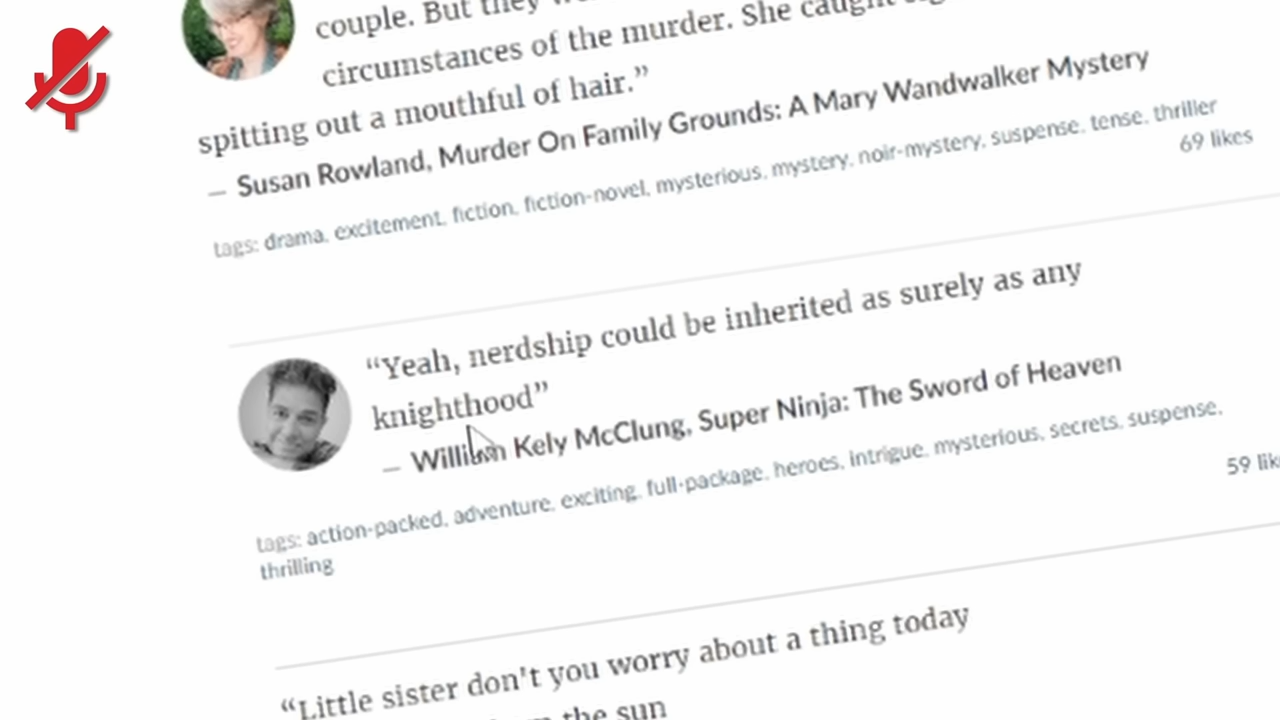 couple. But they
circumstances of the murder. She caught
spitting out a mouthful of hair.”
― Susan Rowland, Murder On Family Grounds: A Mary Wandwalker Mystery
tags: drama, excitement, fiction, fiction-novel, mysterious, mystery, noir-mystery, suspense, tense, thriller
69 likes
“Yeah, nerdship could be inherited as surely as any
knighthood”
― William Kely McClung, Super Ninja: The Sword of Heaven
tags: action-packed, adventure, exciting, full-package, heroes, intrigue, mysterious, secrets, suspense,
thrilling
59 lik
“Little sister don't you worry about a thing today
the sun